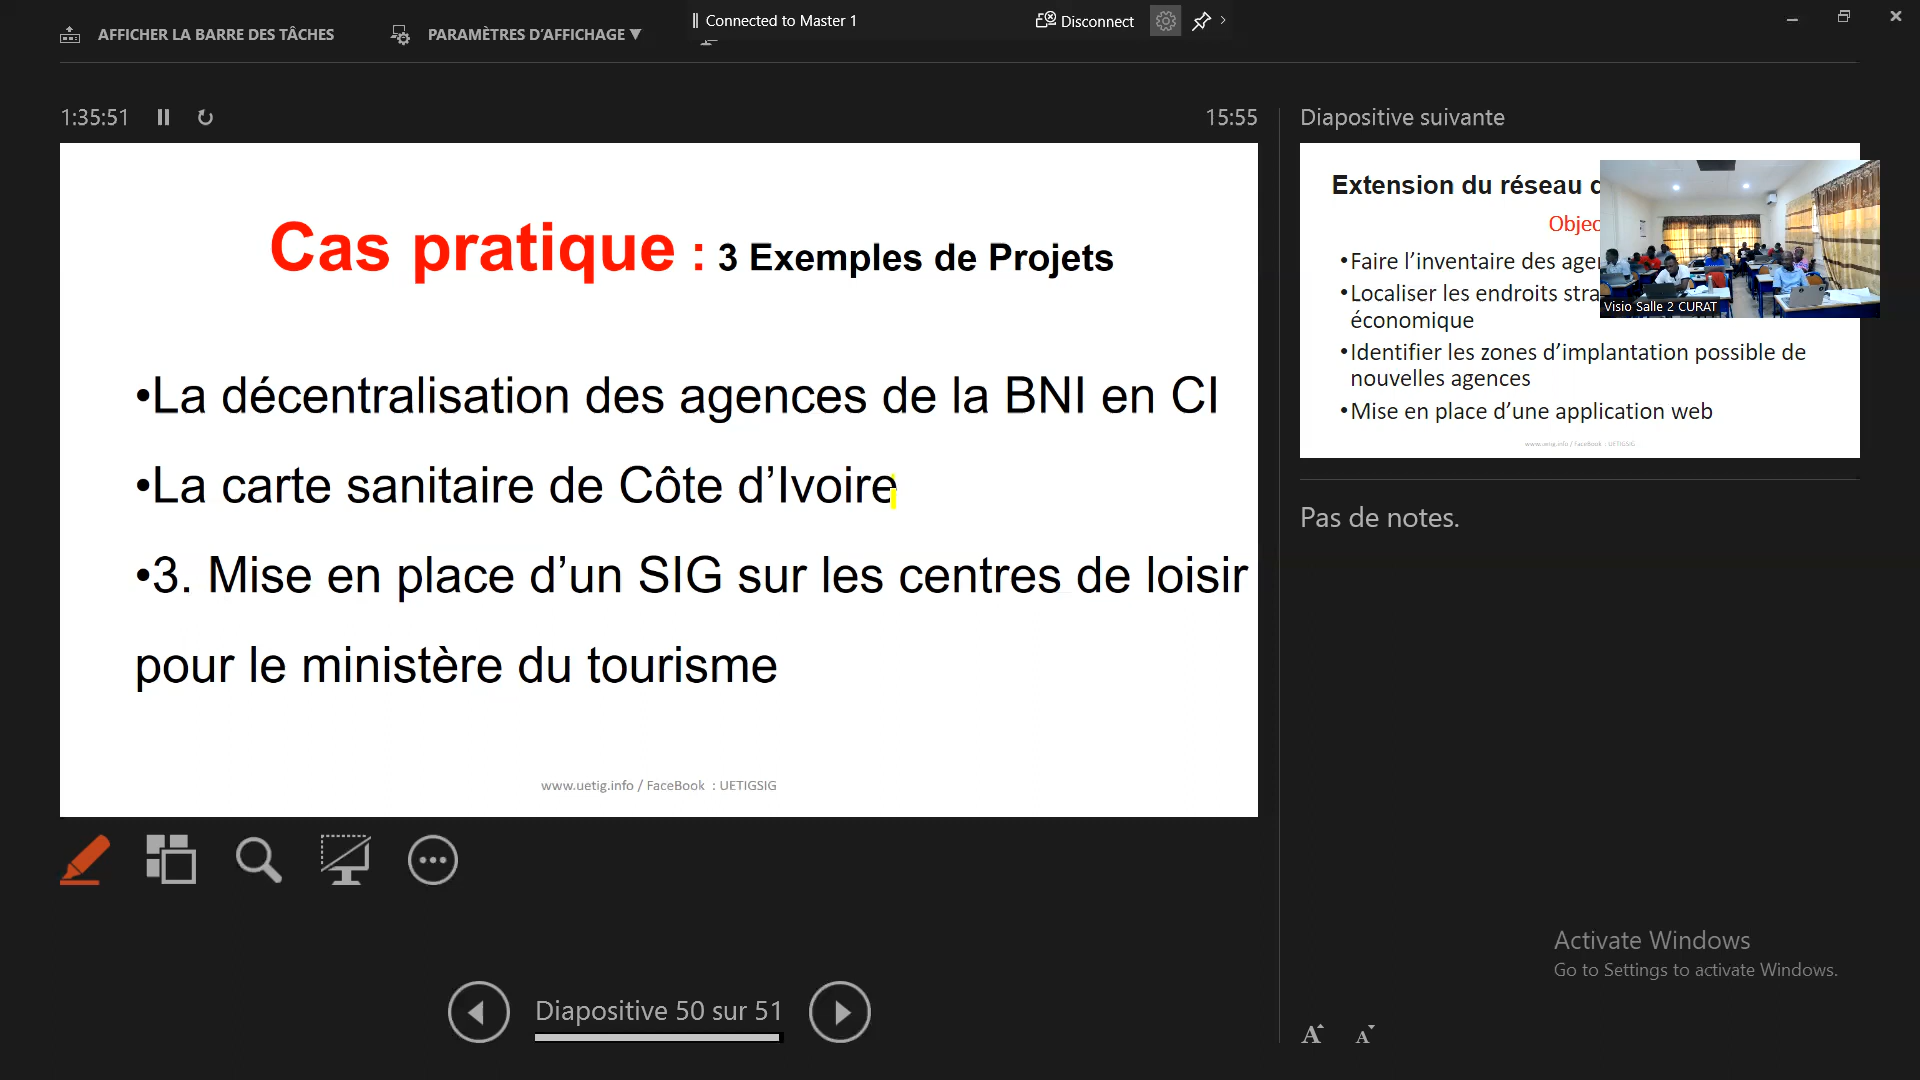 Connected to Master 1
Disconnect
AFFICHER LA BARRE DES TÂCHES
PARAMÈTRES D'AFFICHAGE ▼
1:35:51
15:55
Cas pratique : 3 Exemples de Projets
•La décentralisation des agences de la BNI en CI
•La carte sanitaire de Côte d’Ivoire
•3. Mise en place d’un SIG sur les centres de loisir
pour le ministère du tourisme
www.uetig.info / FaceBook : UETIGSIG
Diapositive 50 sur 51
Diapositive suivante
Extension du réseau
Objec
•Faire l’inventaire des
•Localiser les endroits
économique
•Identifier les zones d’implantation possible de
nouvelles agences
•Mise en place d’une application web
www.uetig.info / FaceBook : UETIGSIG
Visio Salle 2 CURAT
Pas de notes.
Activate Windows
Go to Settings to activate Windows.
A A